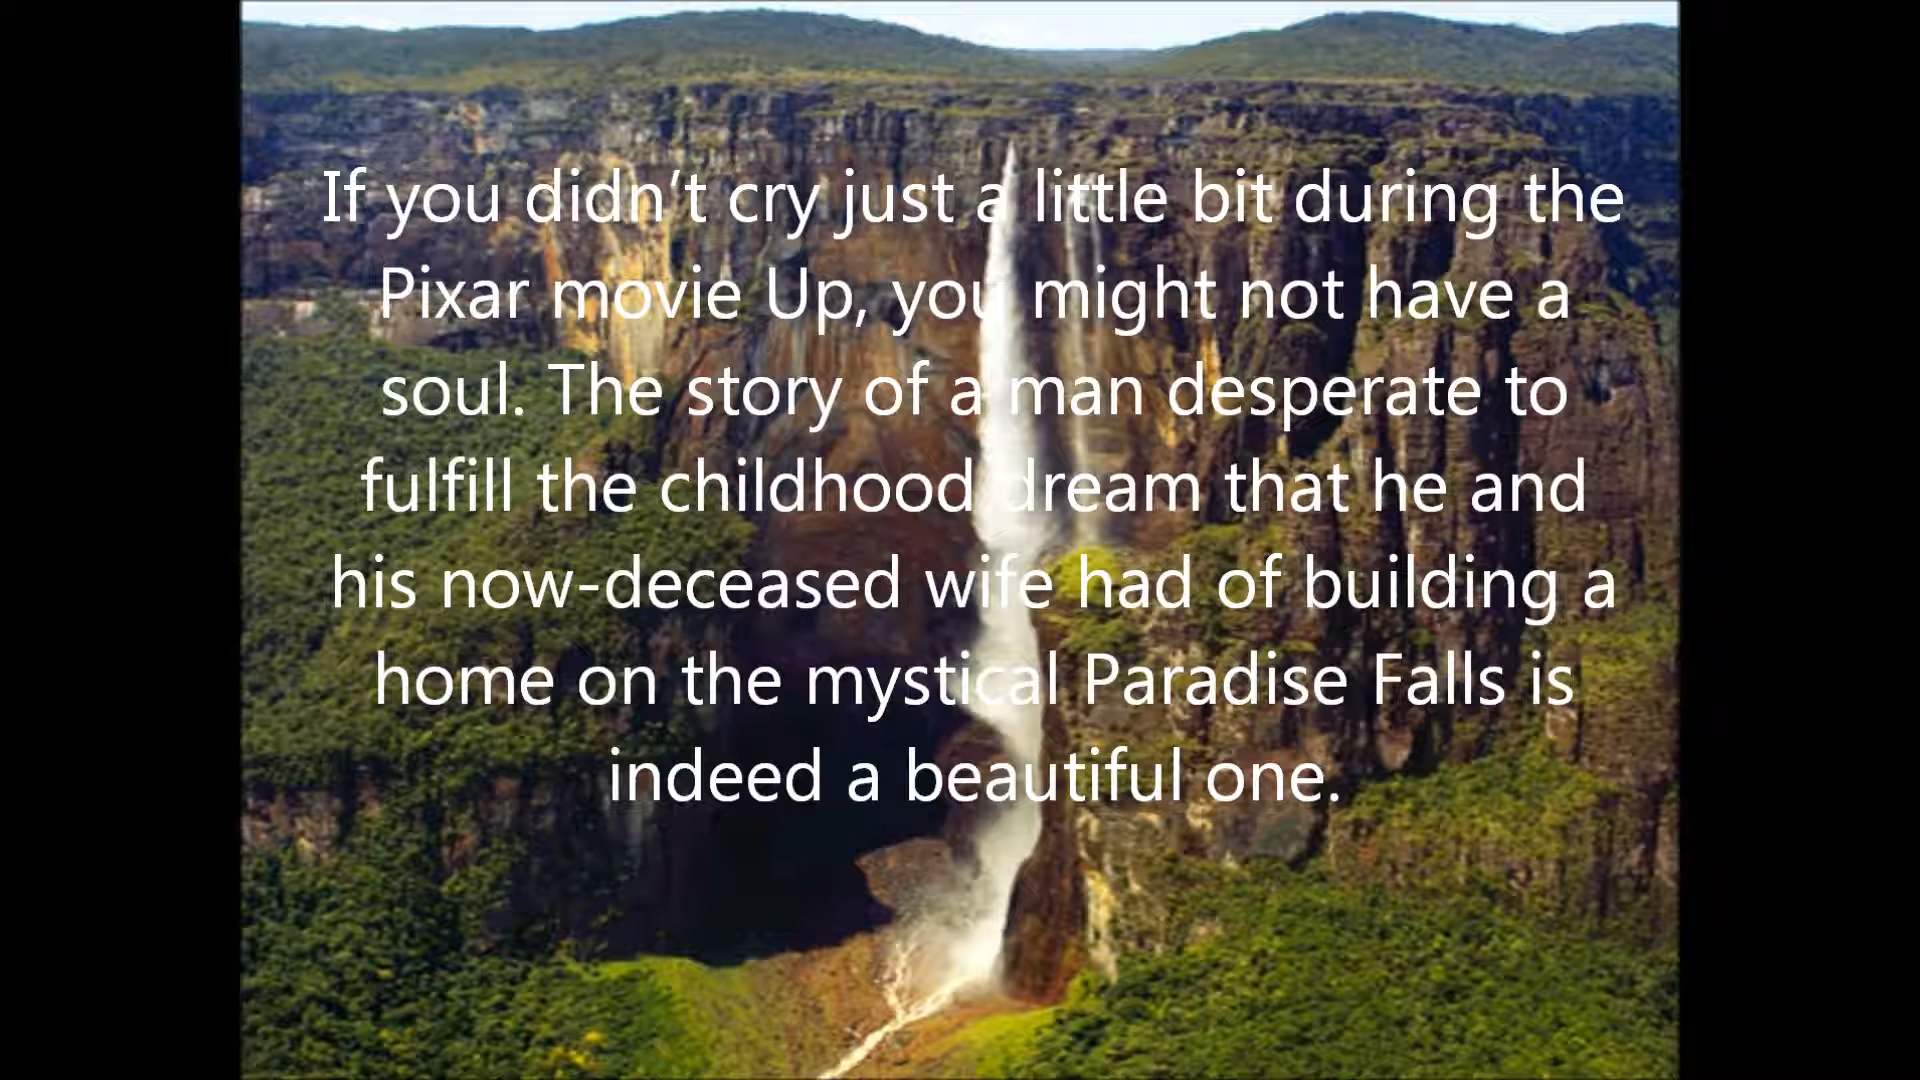 If you didn’t cry just a little bit during the
Pixar movie Up, you might not have a
soul. The story of a man desperate to
fulfill the childhood dream that he and
his now-deceased wife had of building a
home on the mystical Paradise Falls is
indeed a beautiful one.